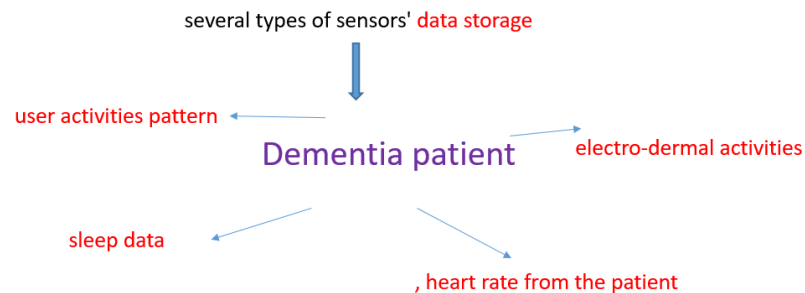 several types of sensors' data storage
user activities pattern
Dementia patient
electro-dermal activities
sleep data
, heart rate from the patient